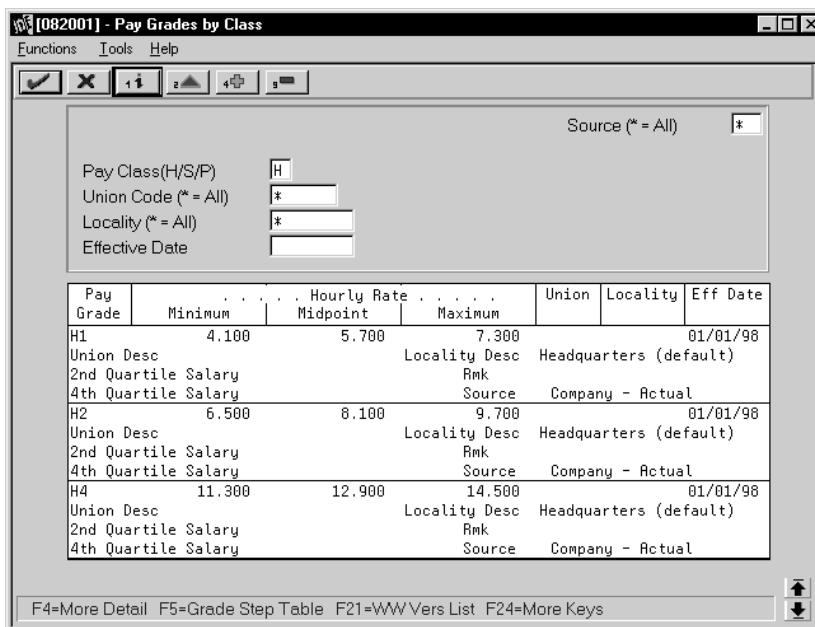 [082001] - Pay Grades by Class
Functions Tools Help
1 i 2 4 9
Source (* = All) *
Pay Class(H/S/P) H
Union Code (* = All) *
Locality (* = All) *
Effective Date
Pay . . . . . Hourly Rate . . . . . Union Locality Eff Date
Grade Minimum Midpoint Maximum
H1 4.100 5.700 7.300 01/01/98
Union Desc Locality Desc Headquarters (default)
2nd Quartile Salary Rmk
4th Quartile Salary Source Company - Actual
H2 6.500 8.100 9.700 01/01/98
Union Desc Locality Desc Headquarters (default)
2nd Quartile Salary Rmk
4th Quartile Salary Source Company - Actual
H4 11.300 12.900 14.500 01/01/98
Union Desc Locality Desc Headquarters (default)
2nd Quartile Salary Rmk
4th Quartile Salary Source Company - Actual
F4=More Detail F5=Grade Step Table F21=WW Vers List F24=More Keys